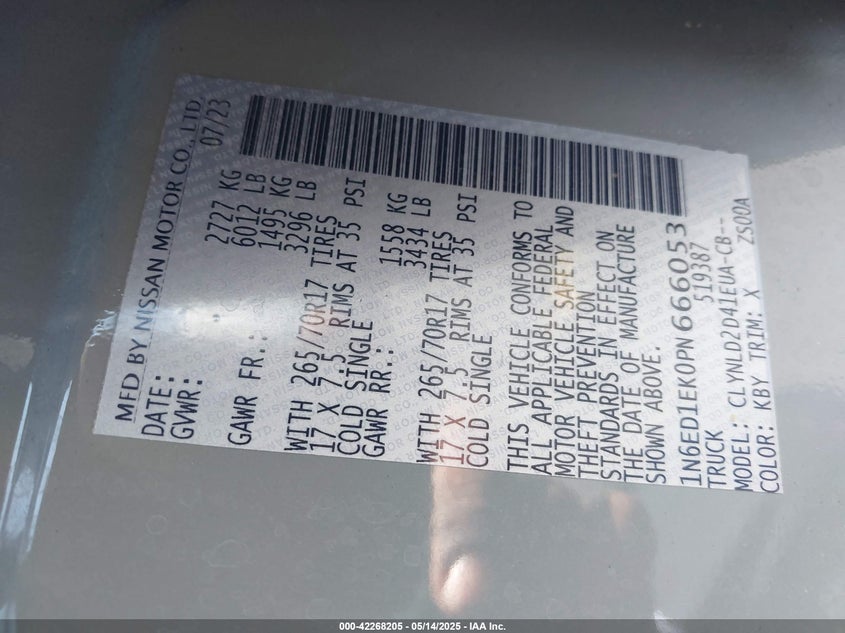 MFD BY NISSAN MOTOR CO., LTD.
DATE: 07/23
GVWR: 2727 KG
6012 LB
GAWR FR.: 1495 KG
3296 LB
WITH 265/70R17 TIRES
17 X 7.5 RIMS AT 35 PSI
COLD SINGLE
GAWR RR.: 1558 KG
3434 LB
WITH 265/70R17 TIRES
17 X 7.5 RIMS AT 35 PSI
COLD SINGLE
THIS VEHICLE CONFORMS TO
ALL APPLICABLE FEDERAL
MOTOR VEHICLE SAFETY AND
THEFT PREVENTION
STANDARDS IN EFFECT ON
THE DATE OF MANUFACTURE
SHOWN ABOVE.
1N6ED1EK0PN666053
TRUCK 519387
MODEL: CLYNLD2D41EUA-CB--
COLOR: KBY TRIM: X ZS00A
000-42268205 - 05/14/2025 - IAA Inc.